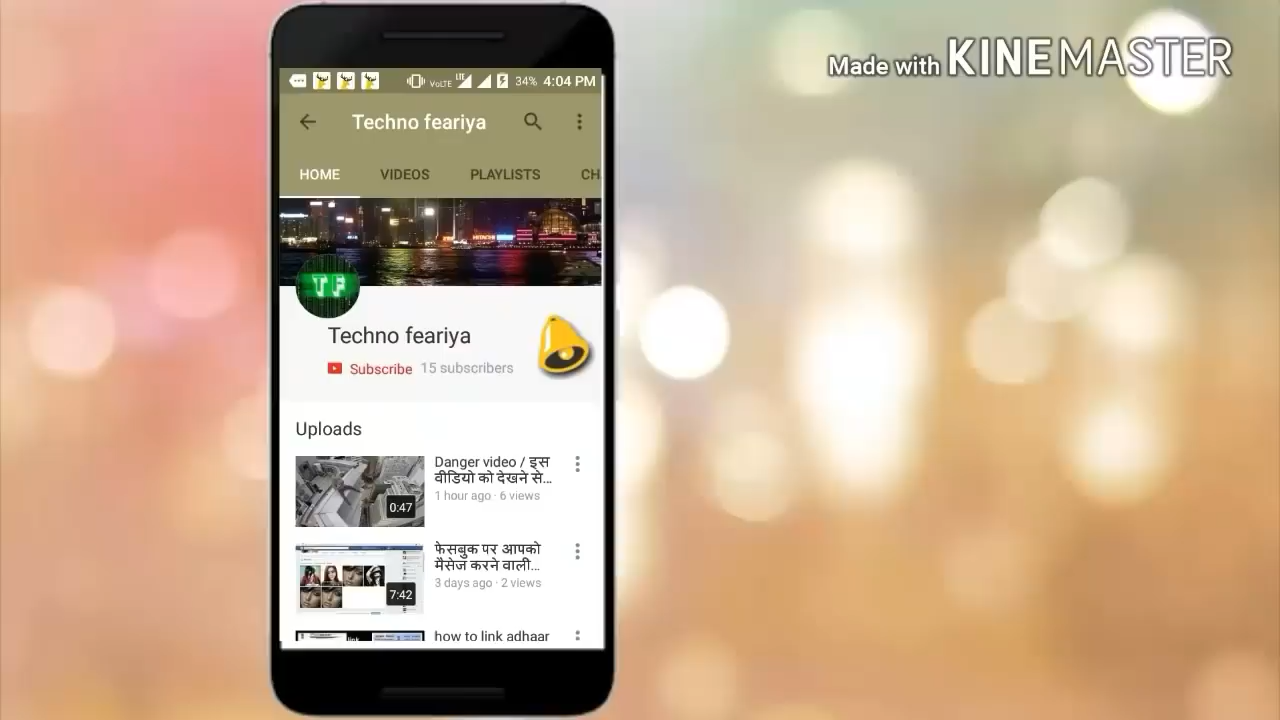 Made with KINEMASTER
VoLTE LTE 34% 4:04 PM
Techno feariya
HOME VIDEOS PLAYLISTS CH
TF
Techno feariya
Subscribe 15 subscribers
Uploads
Danger video / इस
वीडियो को देखने से...
1 hour ago · 6 views
0:47
फेसबुक पर आपको
मैसेज करने वाली...
3 days ago · 2 views
7:42
how to link adhaar